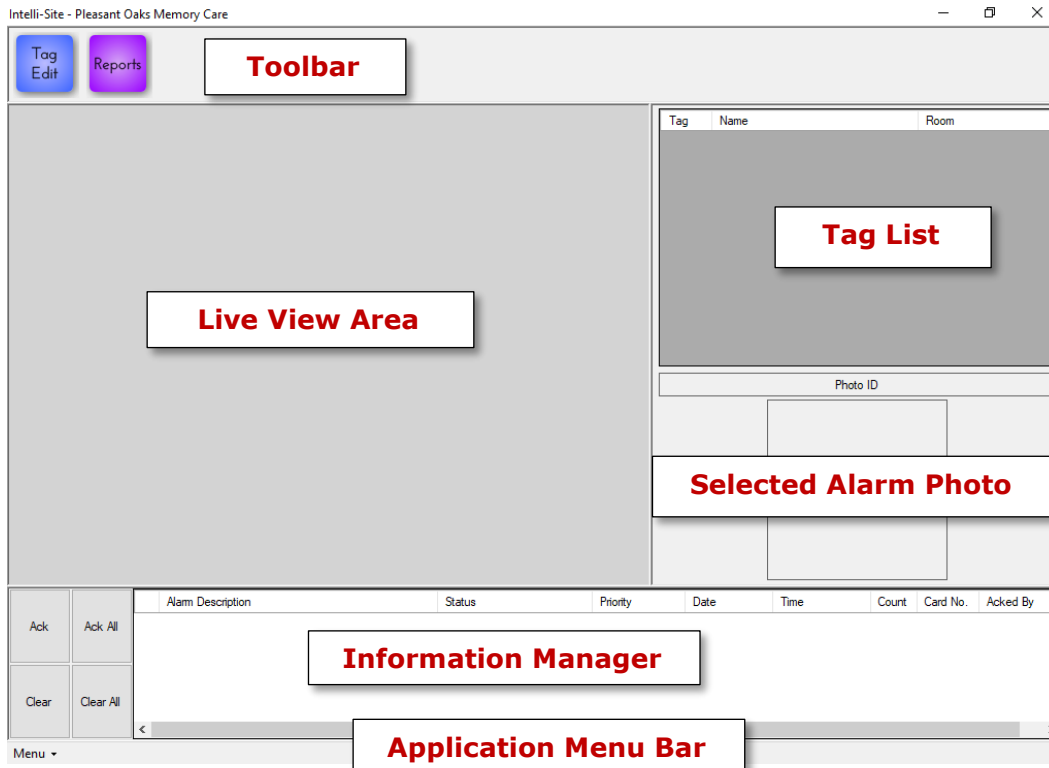 Intelli-Site - Pleasant Oaks Memory Care
Tag
Edit
Reports
Toolbar
Tag Name Room
Tag List
Live View Area
Photo ID
Selected Alarm Photo
Alarm Description Status Priority Date Time Count Card No. Acked By
Ack Ack All
Information Manager
Clear Clear All
Application Menu Bar
Menu